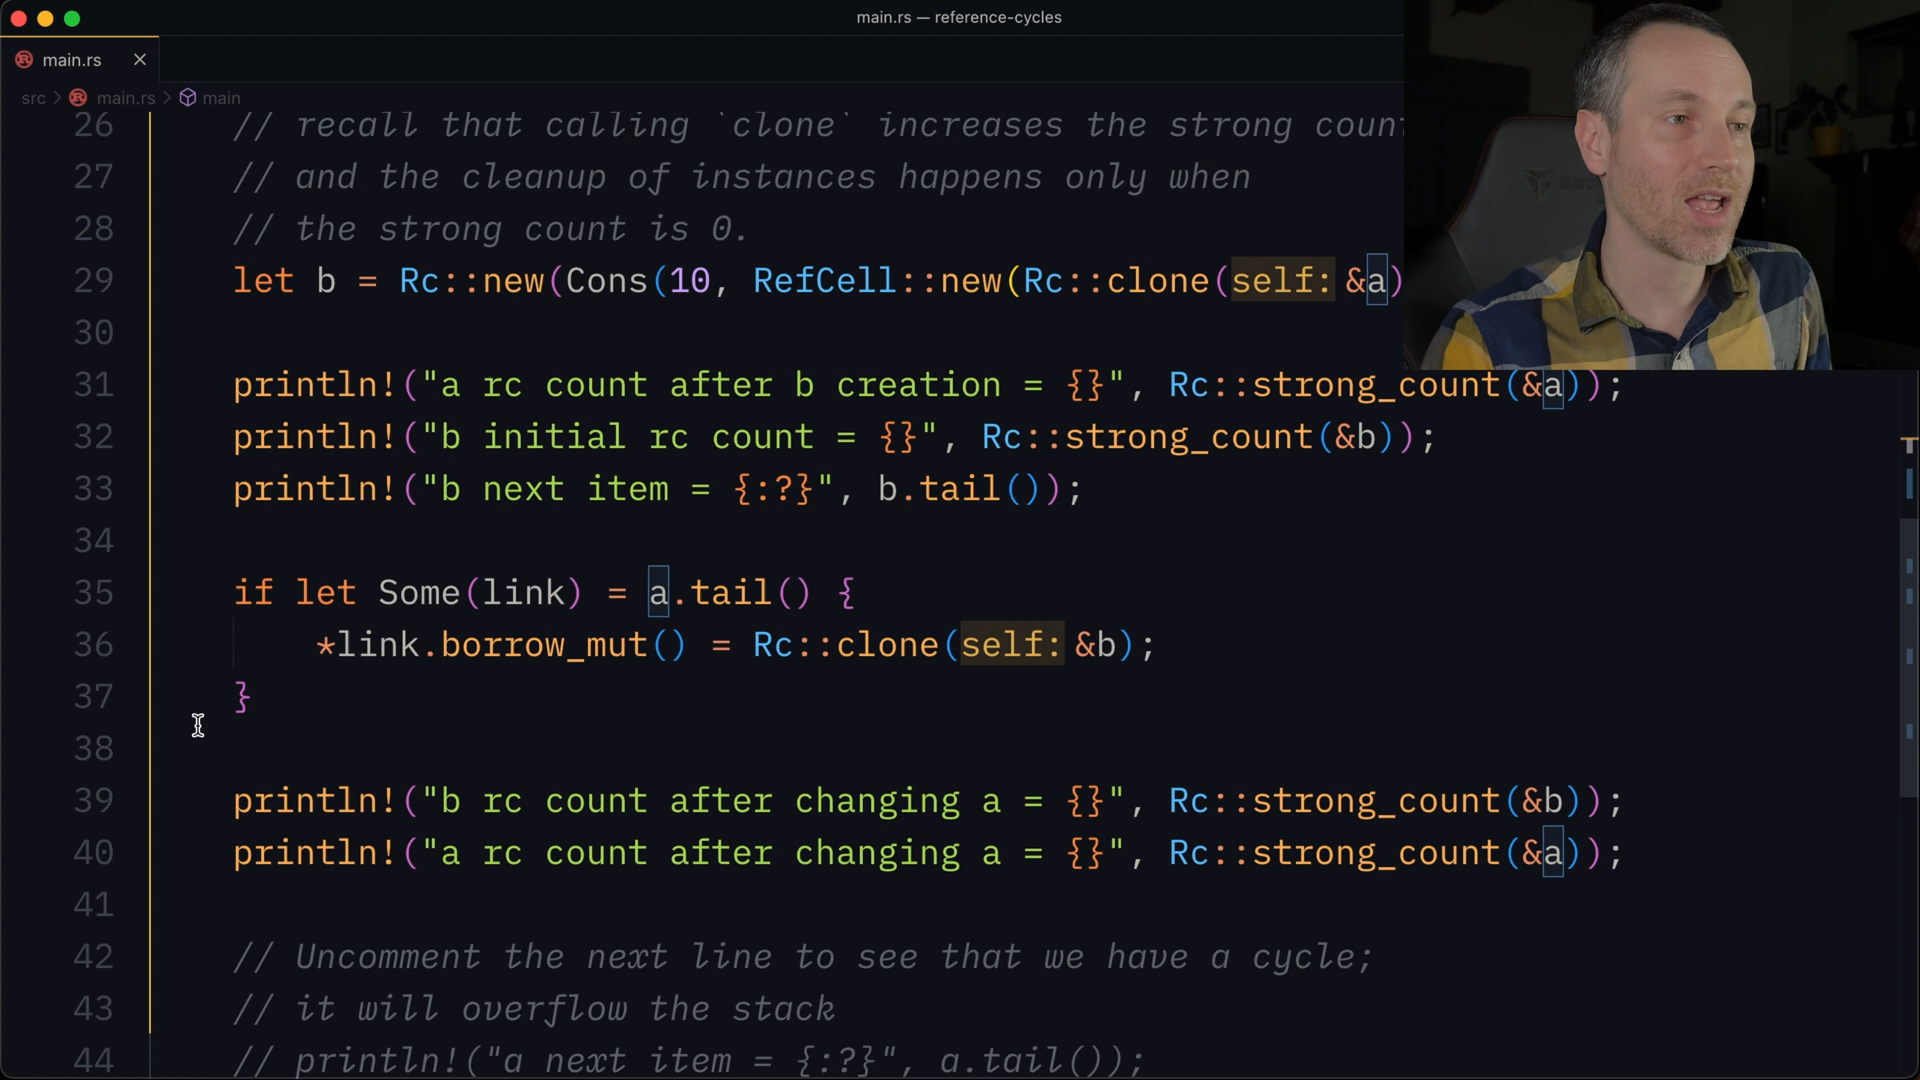 main.rs — reference-cycles
main.rs
src > main.rs > main
26 // recall that calling `clone` increases the strong coun
27 // and the cleanup of instances happens only when
28 // the strong count is 0.
29 let b = Rc::new(Cons(10, RefCell::new(Rc::clone(self: &a)
30
31 println!("a rc count after b creation = {}", Rc::strong_count(&a));
32 println!("b initial rc count = {}", Rc::strong_count(&b));
33 println!("b next item = {:?}", b.tail());
34
35 if let Some(link) = a.tail() {
36 *link.borrow_mut() = Rc::clone(self: &b);
37 }
38
39 println!("b rc count after changing a = {}", Rc::strong_count(&b));
40 println!("a rc count after changing a = {}", Rc::strong_count(&a));
41
42 // Uncomment the next line to see that we have a cycle;
43 // it will overflow the stack
44 // println!("a next item = {:?}", a.tail());